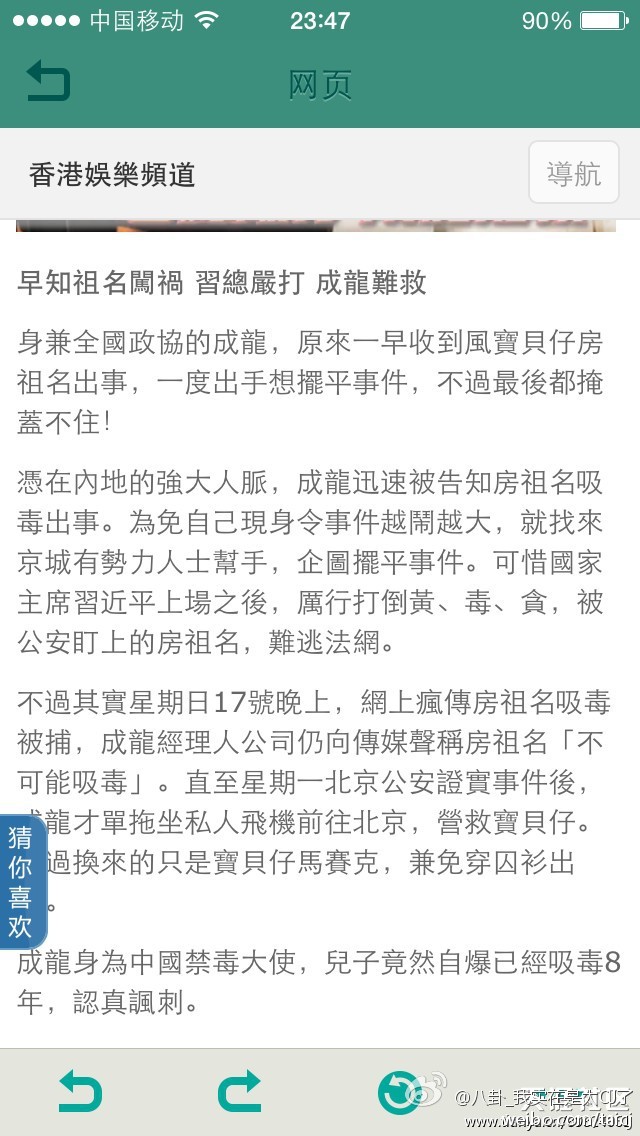 中国移动
23:47
90%
网页
香港娛樂頻道
導航
早知祖名闖禍 習總嚴打 成龍難救
身兼全國政協的成龍，原來一早收到風寶貝仔房
祖名出事，一度出手想擺平事件，不過最後都掩
蓋不住！
憑在內地的強大人脈，成龍迅速被告知房祖名吸
毒出事。為免自己現身令事件越鬧越大，就找來
京城有勢力人士幫手，企圖擺平事件。可惜國家
主席習近平上場之後，厲行打倒黃、毒、貪，被
公安盯上的房祖名，難逃法網。
不過其實星期日17號晚上，網上瘋傳房祖名吸毒
被捕，成龍經理人公司仍向傳媒聲稱房祖名「不
可能吸毒」。直至星期一北京公安證實事件後，
龍才單拖坐私人飛機前往北京，營救寶貝仔。
過換來的只是寶貝仔馬賽克，兼免穿囚衫出
。
猜你喜欢
成龍身為中國禁毒大使，兒子竟然自爆已經吸毒8
年，認真諷刺。
@八卦_我实在是太CJ了